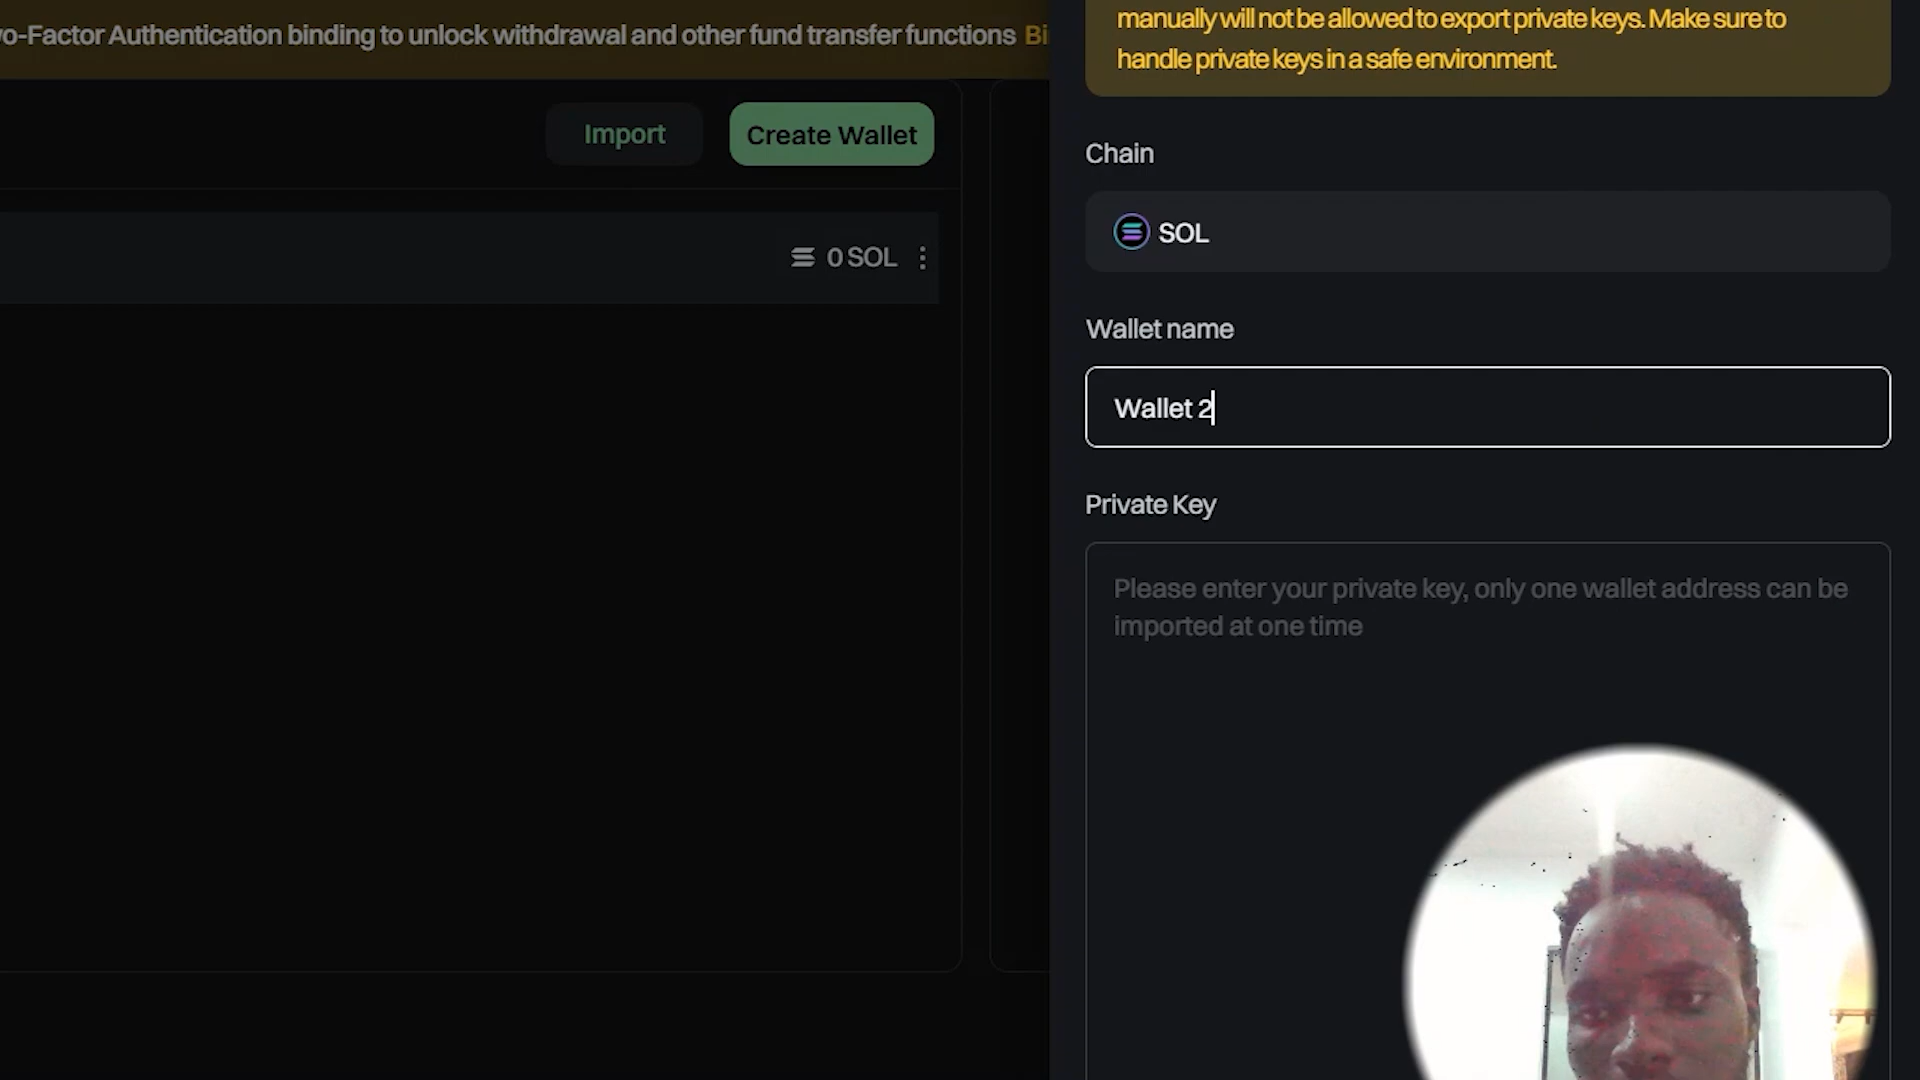 o-Factor Authentication binding to unlock withdrawal and other fund transfer functions Bi
Import
Create Wallet
0 SOL
manually will not be allowed to export private keys. Make sure to
handle private keys in a safe environment.
Chain
SOL
Wallet name
Wallet 2
Private Key
Please enter your private key, only one wallet address can be
imported at one time